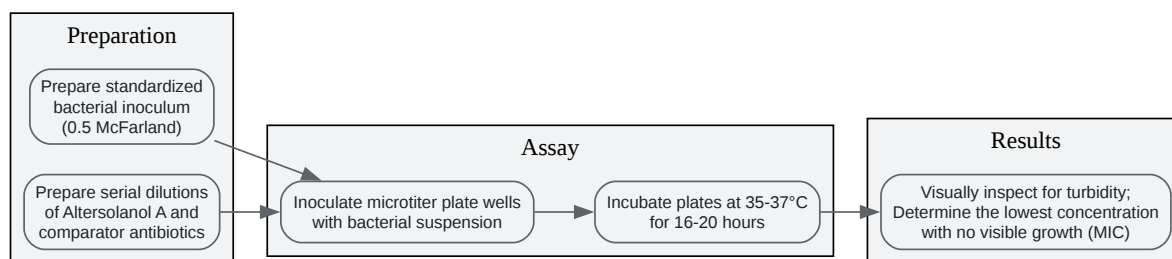 Preparation
Prepare standardized
bacterial inoculum
(0.5 McFarland)
Prepare serial dilutions
of Altersolanol A and
comparator antibiotics
Assay
Inoculate microtiter plate wells
with bacterial suspension
Incubate plates at 35-37°C
for 16-20 hours
Results
Visually inspect for turbidity;
Determine the lowest concentration
with no visible growth (MIC)